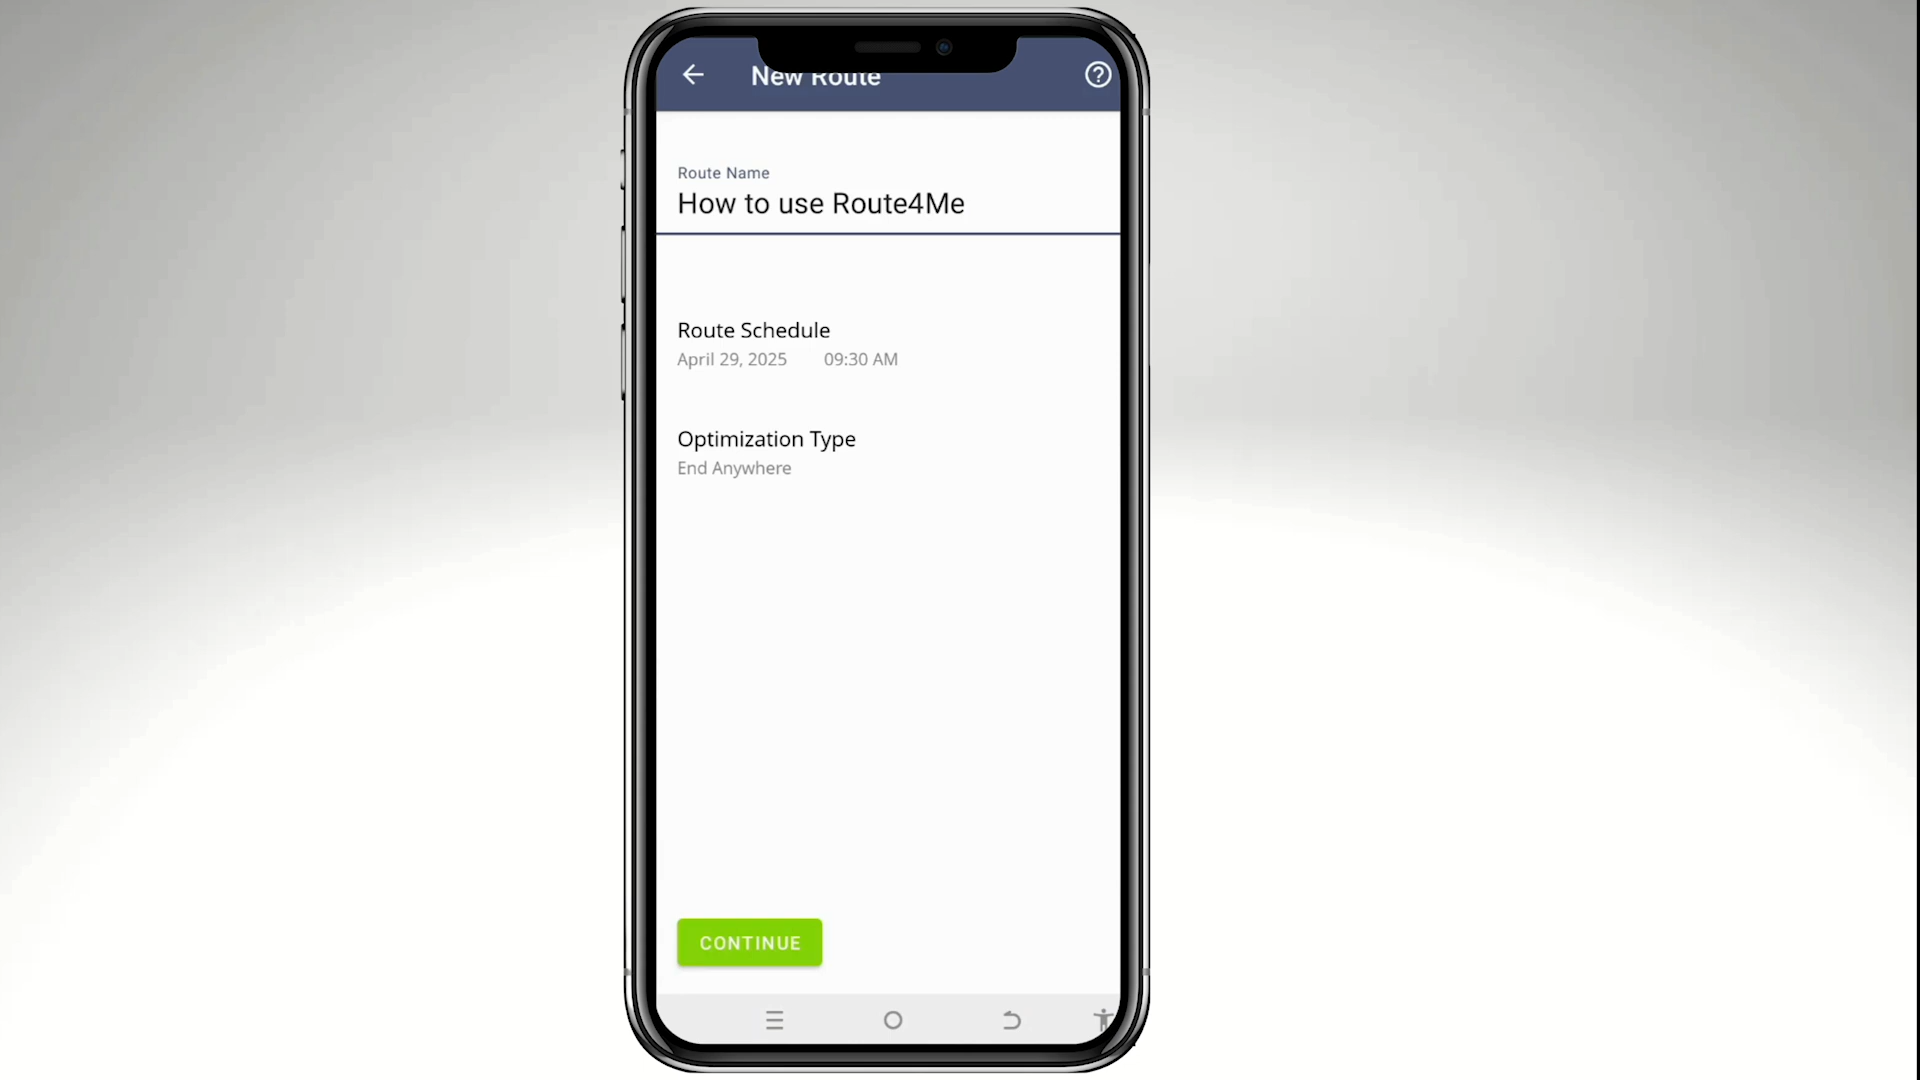 New Route
Route Name
How to use Route4Me
Route Schedule
April 29, 2025 09:30 AM
Optimization Type
End Anywhere
CONTINUE